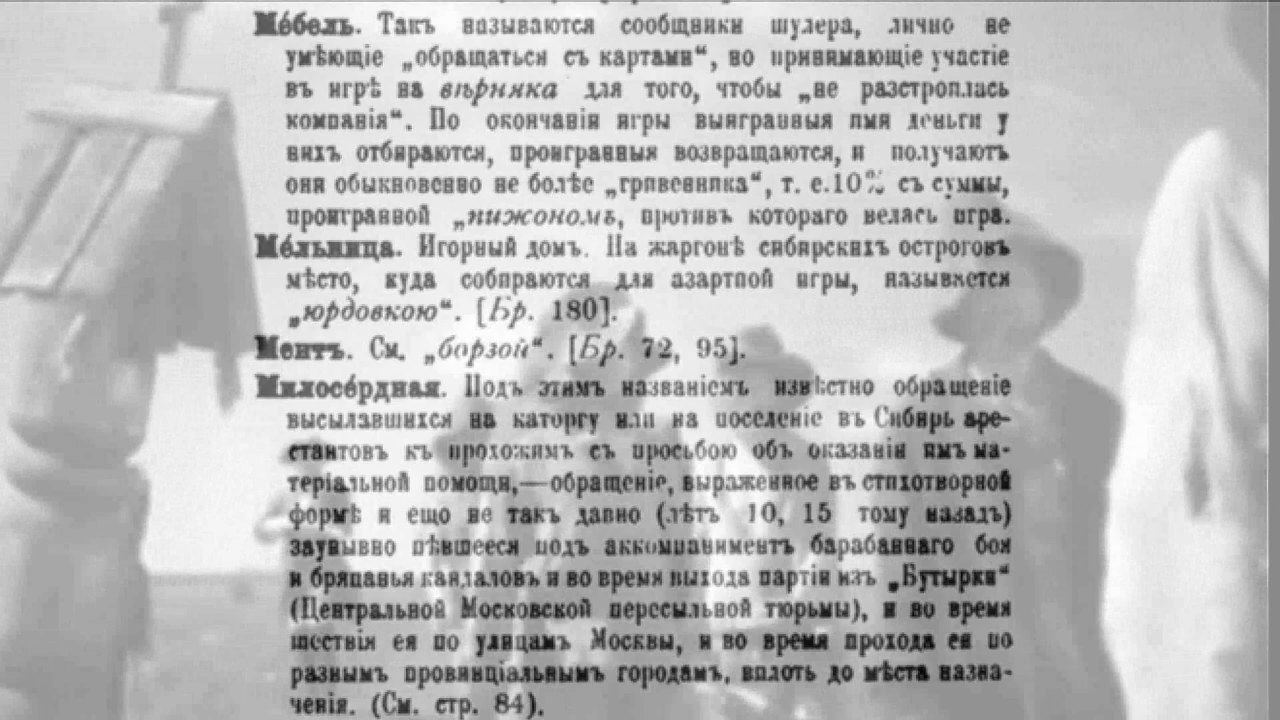 Ме́бель. Такъ называются сообщники шулера, лично не
умѣющіе „обращаться съ картами“, но принимающіе участіе
въ игрѣ на вѣрняка для того, чтобы „не разстроилась
компанія“. По окончаніи игры выигранныя ими деньги у
нихъ отбираются, проигранныя возвращаются, и получаютъ
они обыкновенно не болѣе „гривенника“, т. е. 10% съ суммы,
проигранной „пижономъ, противъ котораго велась игра.
Ме́льница. Игорный домъ. На жаргонѣ сибирскихъ остроговъ
мѣсто, куда собираются для азартной игры, называется
„юрдовкою“. [Бр. 180].
Ментъ. См. „борзой“. [Бр. 72, 95].
Милосе́рдная. Подъ этимъ названіемъ извѣстно обращеніе
высылавшихся на каторгу или на поселеніе въ Сибирь аре-
стантовъ къ прохожимъ съ просьбою объ оказаніи имъ ма-
теріальной помощи,—обращеніе, выраженное въ стихотворной
формѣ и ещо не такъ давно (лѣтъ 10, 15 тому назадъ)
заунывно пѣвшееся подъ аккомпаниментъ барабаннаго боя
и бряцанья кандаловъ и во время выхода партіи изъ „Бутырки“
(Центральной Московской пересыльной тюрьмы), и во время
шествія ея по улицамъ Москвы, и во время прохода ея по
разнымъ провинціальнымъ городамъ, вплоть до мѣста назна-
ченія. (См. стр. 84).